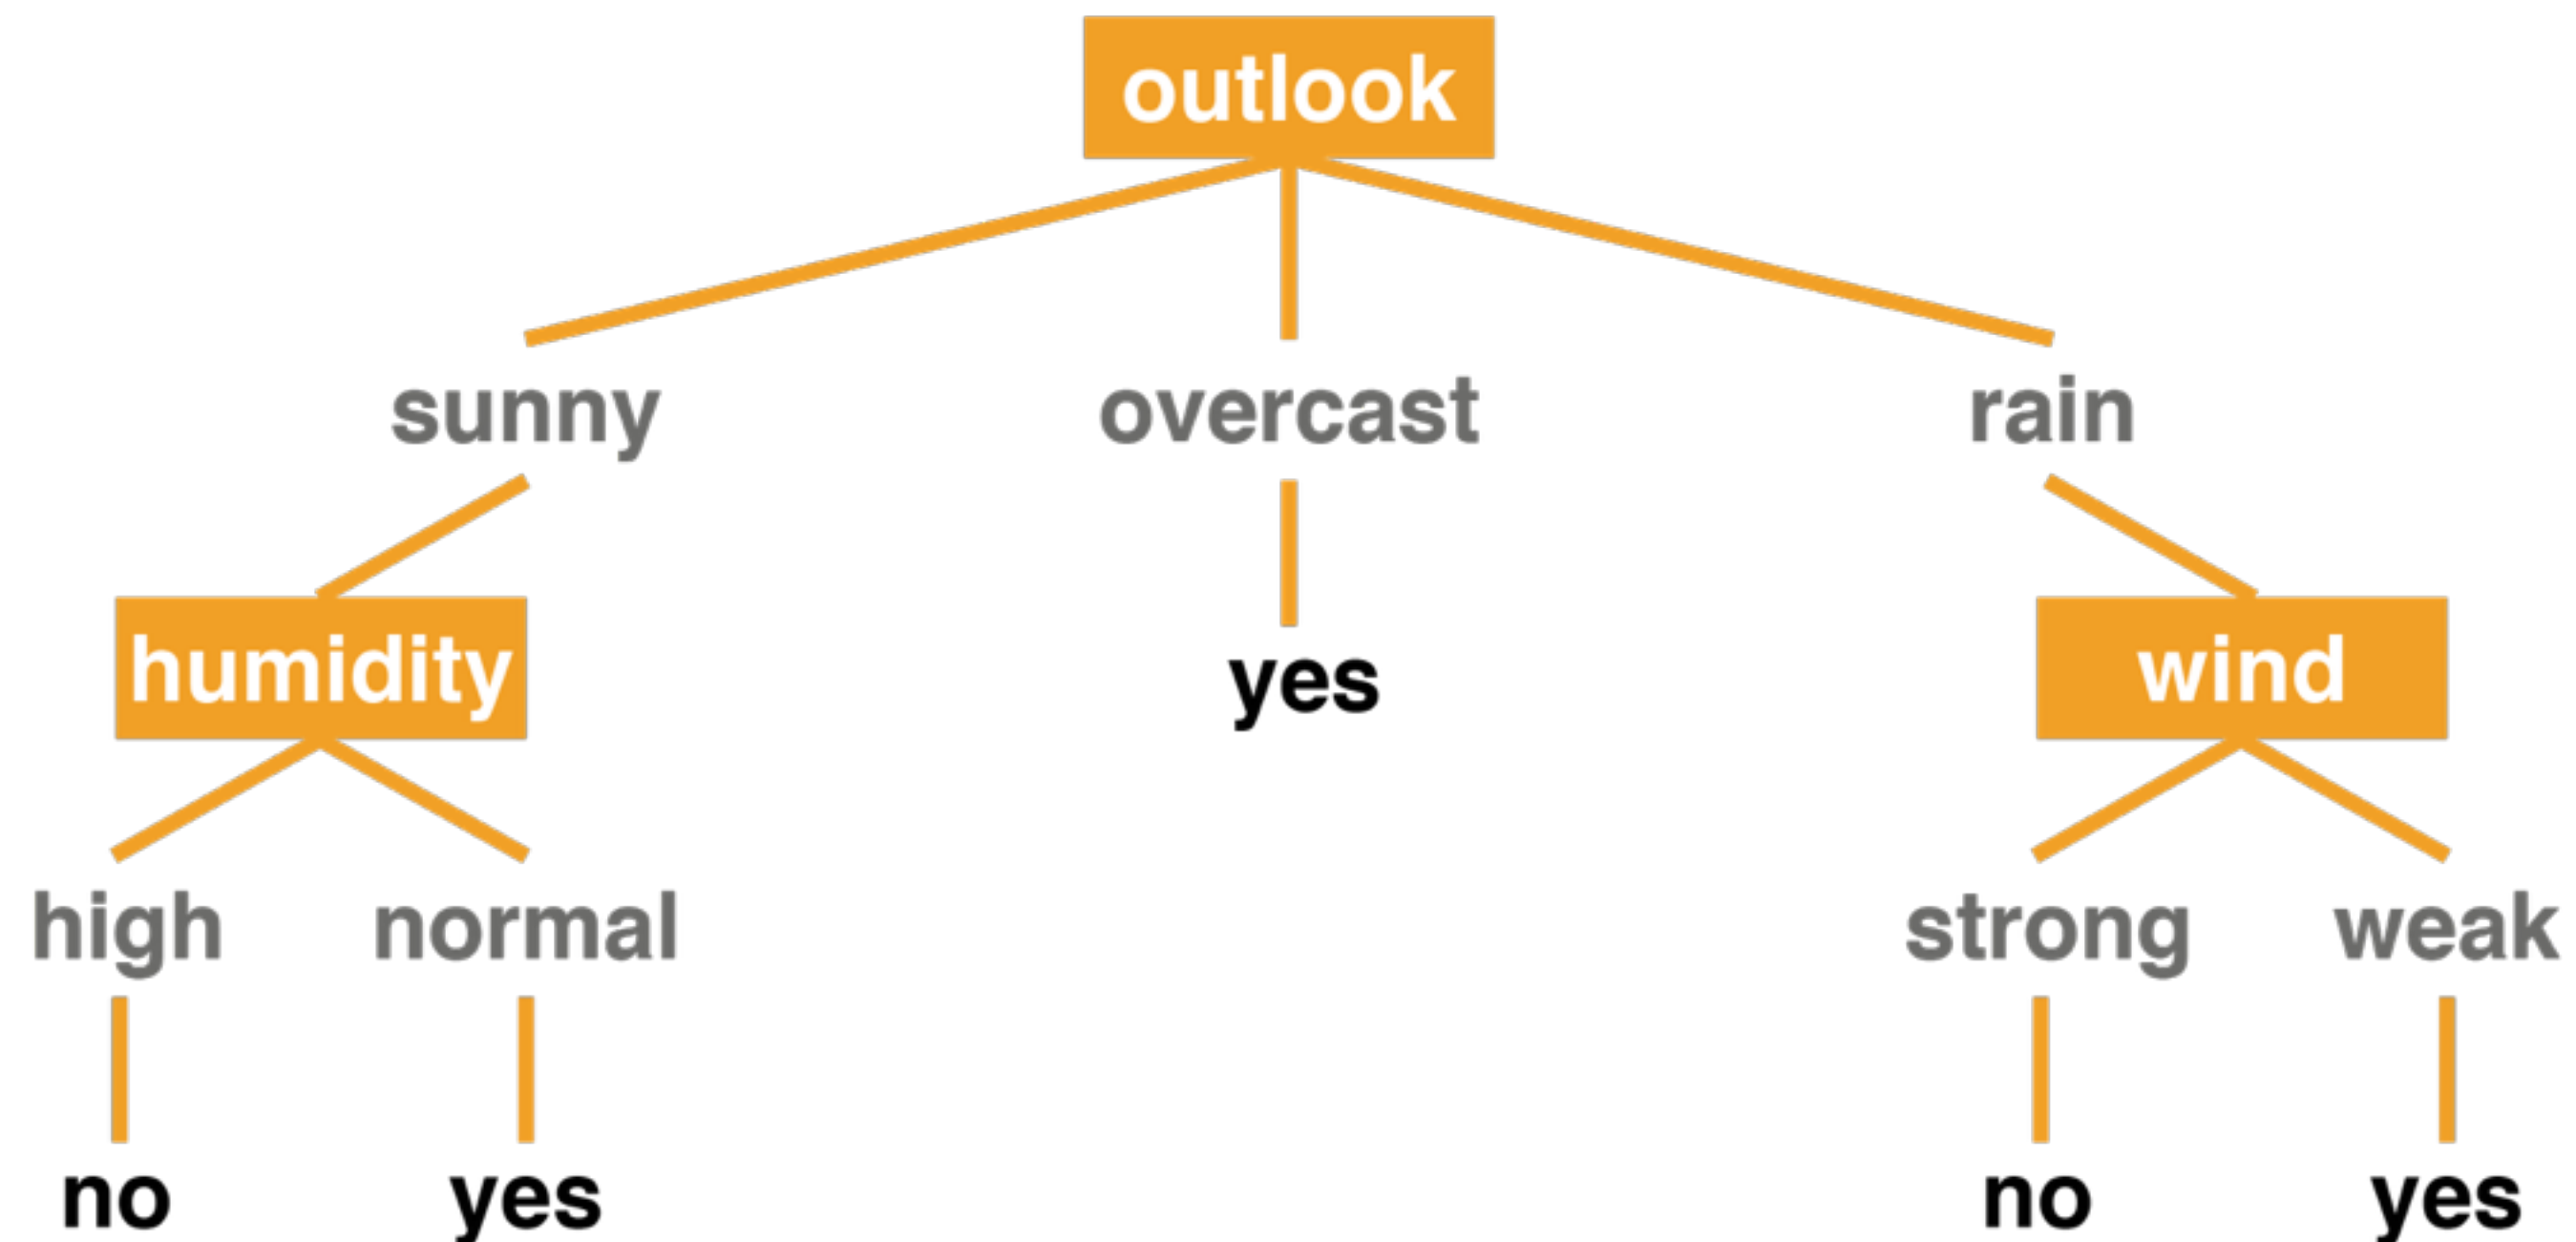 outlook
sunny overcast rain
humidity yes wind
high normal strong weak
no yes no yes